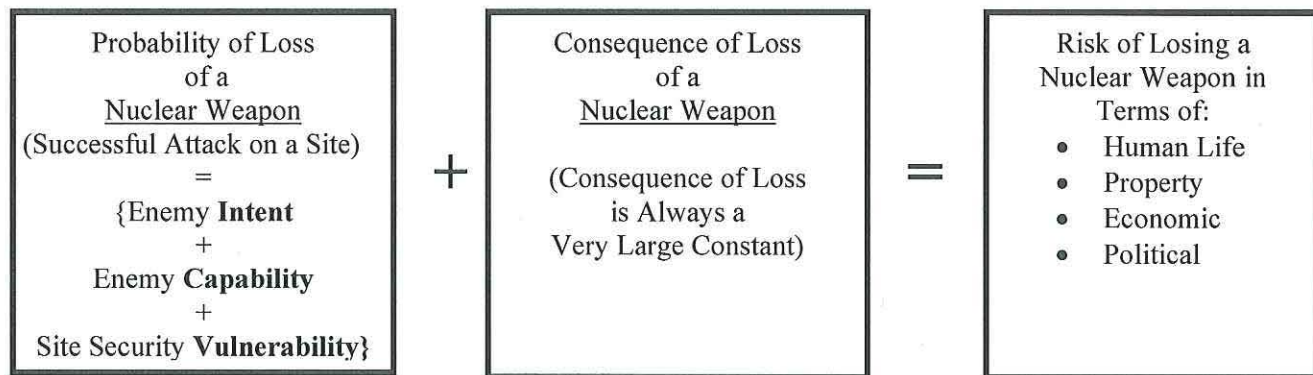 Probability of Loss
of a
Nuclear Weapon
(Successful Attack on a Site)
=
{Enemy Intent
+
Enemy Capability
+
Site Security Vulnerability}
+
Consequence of Loss
of a
Nuclear Weapon
(Consequence of Loss
is Always a
Very Large Constant)
=
Risk of Losing a
Nuclear Weapon in
Terms of:
• Human Life
• Property
• Economic
• Political